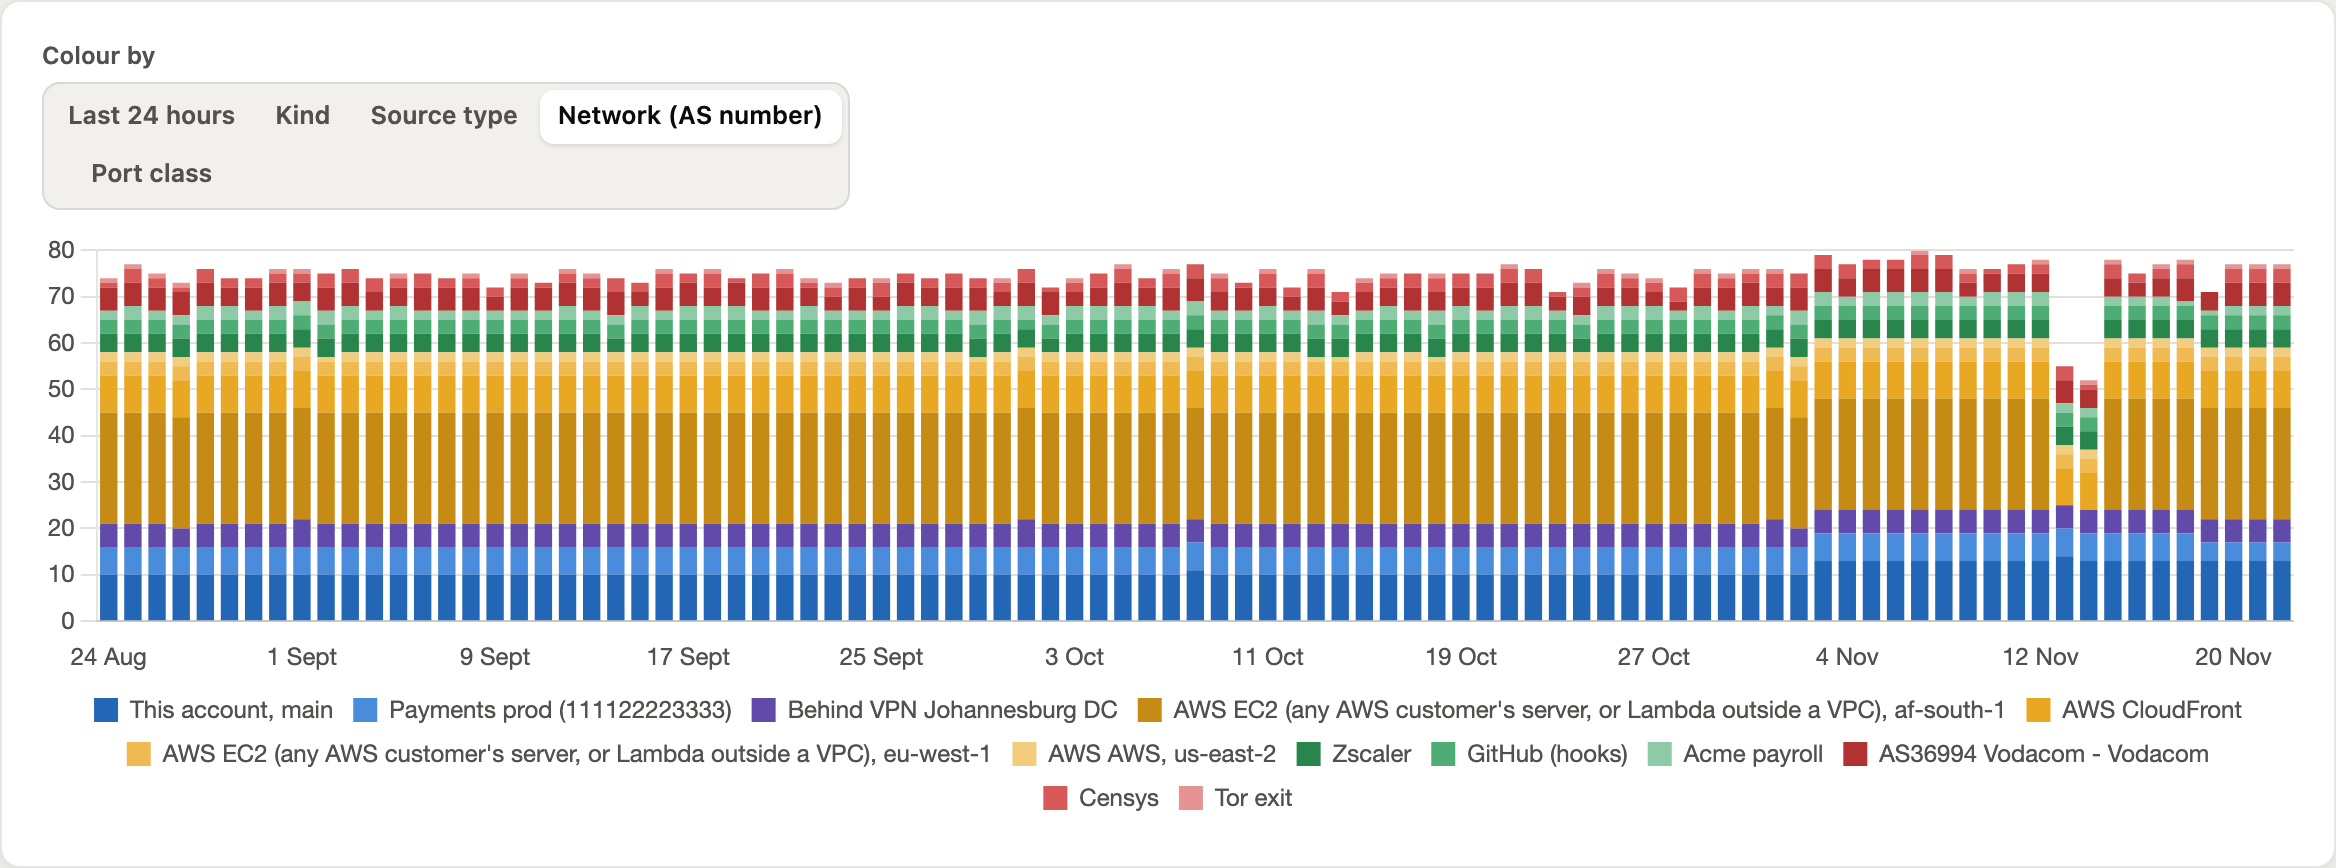 Colour by
Last 24 hours Kind Source type Network (AS number)
Port class
80
70
60
50
40
30
20
10
0
24 Aug 1 Sept 9 Sept 17 Sept 25 Sept 3 Oct 11 Oct 19 Oct 27 Oct 4 Nov 12 Nov 20 Nov
This account, main Payments prod (111122223333) Behind VPN Johannesburg DC AWS EC2 (any AWS customer's server, or Lambda outside a VPC), af-south-1 AWS CloudFront
AWS EC2 (any AWS customer's server, or Lambda outside a VPC), eu-west-1 AWS AWS, us-east-2 Zscaler GitHub (hooks) Acme payroll AS36994 Vodacom - Vodacom
Censys Tor exit